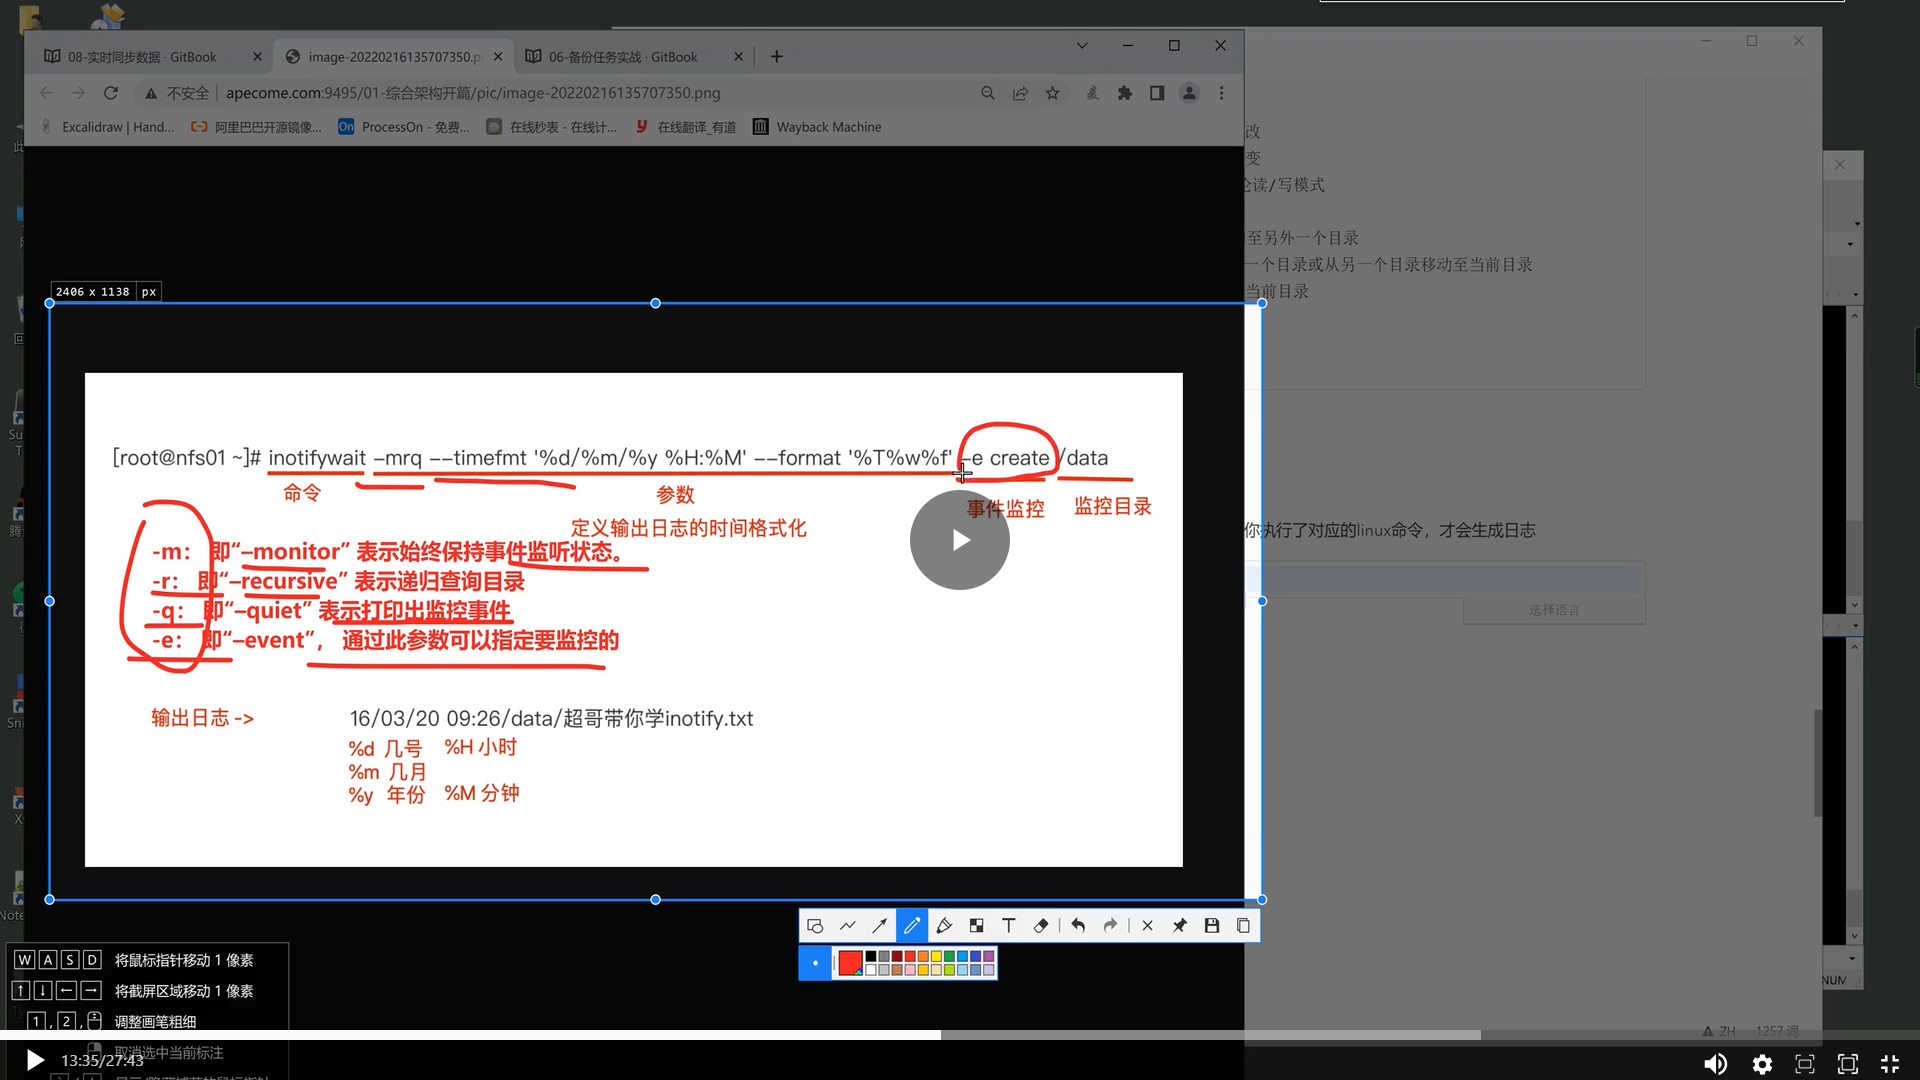 08-实时同步数据 · GitBook
image-20220216135707350.p
06-备份任务实战 · GitBook
不安全
apecome.com:9495/01-综合架构开篇/pic/image-20220216135707350.png
Excalidraw | Hand...
阿里巴巴开源镜像...
On
ProcessOn - 免费...
在线秒表 - 在线计...
在线翻译_有道
Wayback Machine
改
变
论读/写模式
至另外一个目录
一个目录或从另一个目录移动至当前目录
当前目录
2406 x 1138 px
[root@nfs01 ~]# inotifywait –mrq ––timefmt '%d/%m/%y %H:%M' ––format '%T%w%f' –e create /data
命令
参数
事件监控
监控目录
定义输出日志的时间格式化
你执行了对应的linux命令，才会生成日志
-m： 即“–monitor” 表示始终保持事件监听状态。
-r： 即“–recursive” 表示递归查询目录
-q： 即“–quiet” 表示打印出监控事件
-e： 即“–event”， 通过此参数可以指定要监控的
选择语言
输出日志 ->
16/03/20 09:26/data/超哥带你学inotify.txt
%d 几号
%H 小时
%m 几月
%y 年份
%M 分钟
W A S D 将鼠标指针移动 1 像素
↑ ↓ ← → 将截屏区域移动 1 像素
1 , 2 , 调整画笔粗细
取消选中当前标注
NUM
ZH
1257 词
13:35/27:43